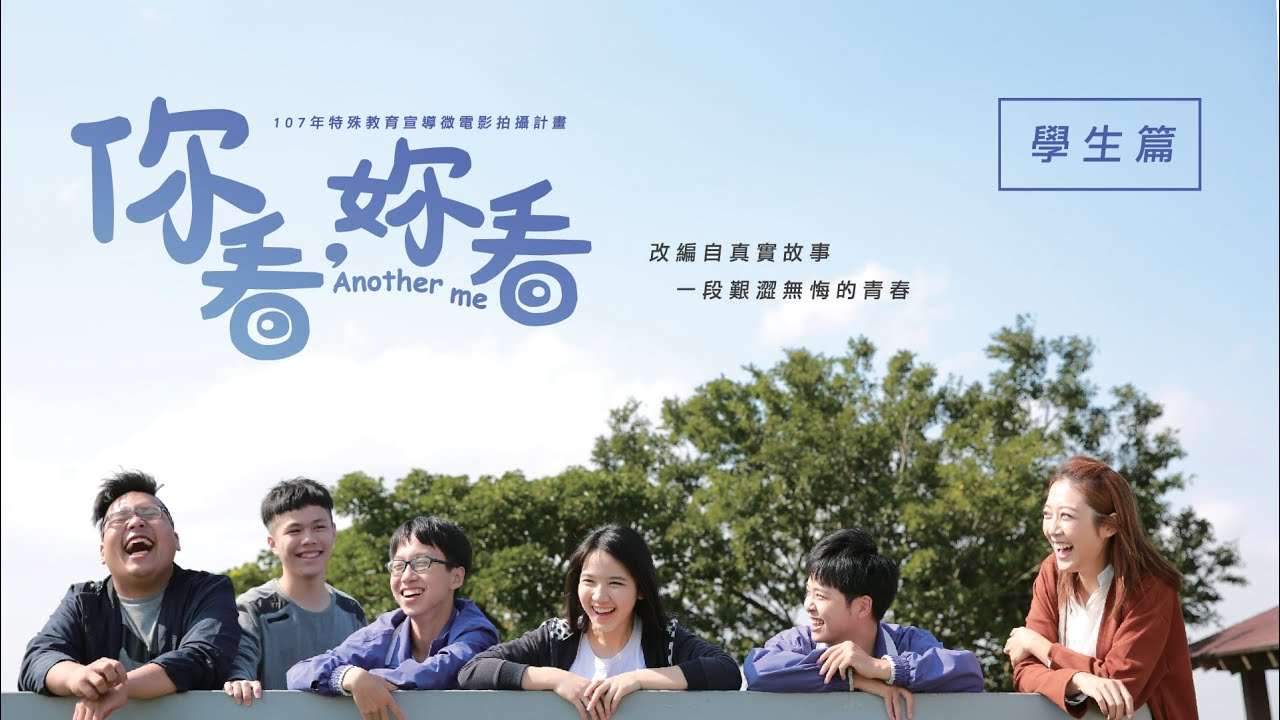 107年特殊教育宣導微電影拍攝計畫
你看,妳看
Another me
學生篇
改編自真實故事
一段艱澀無悔的青春